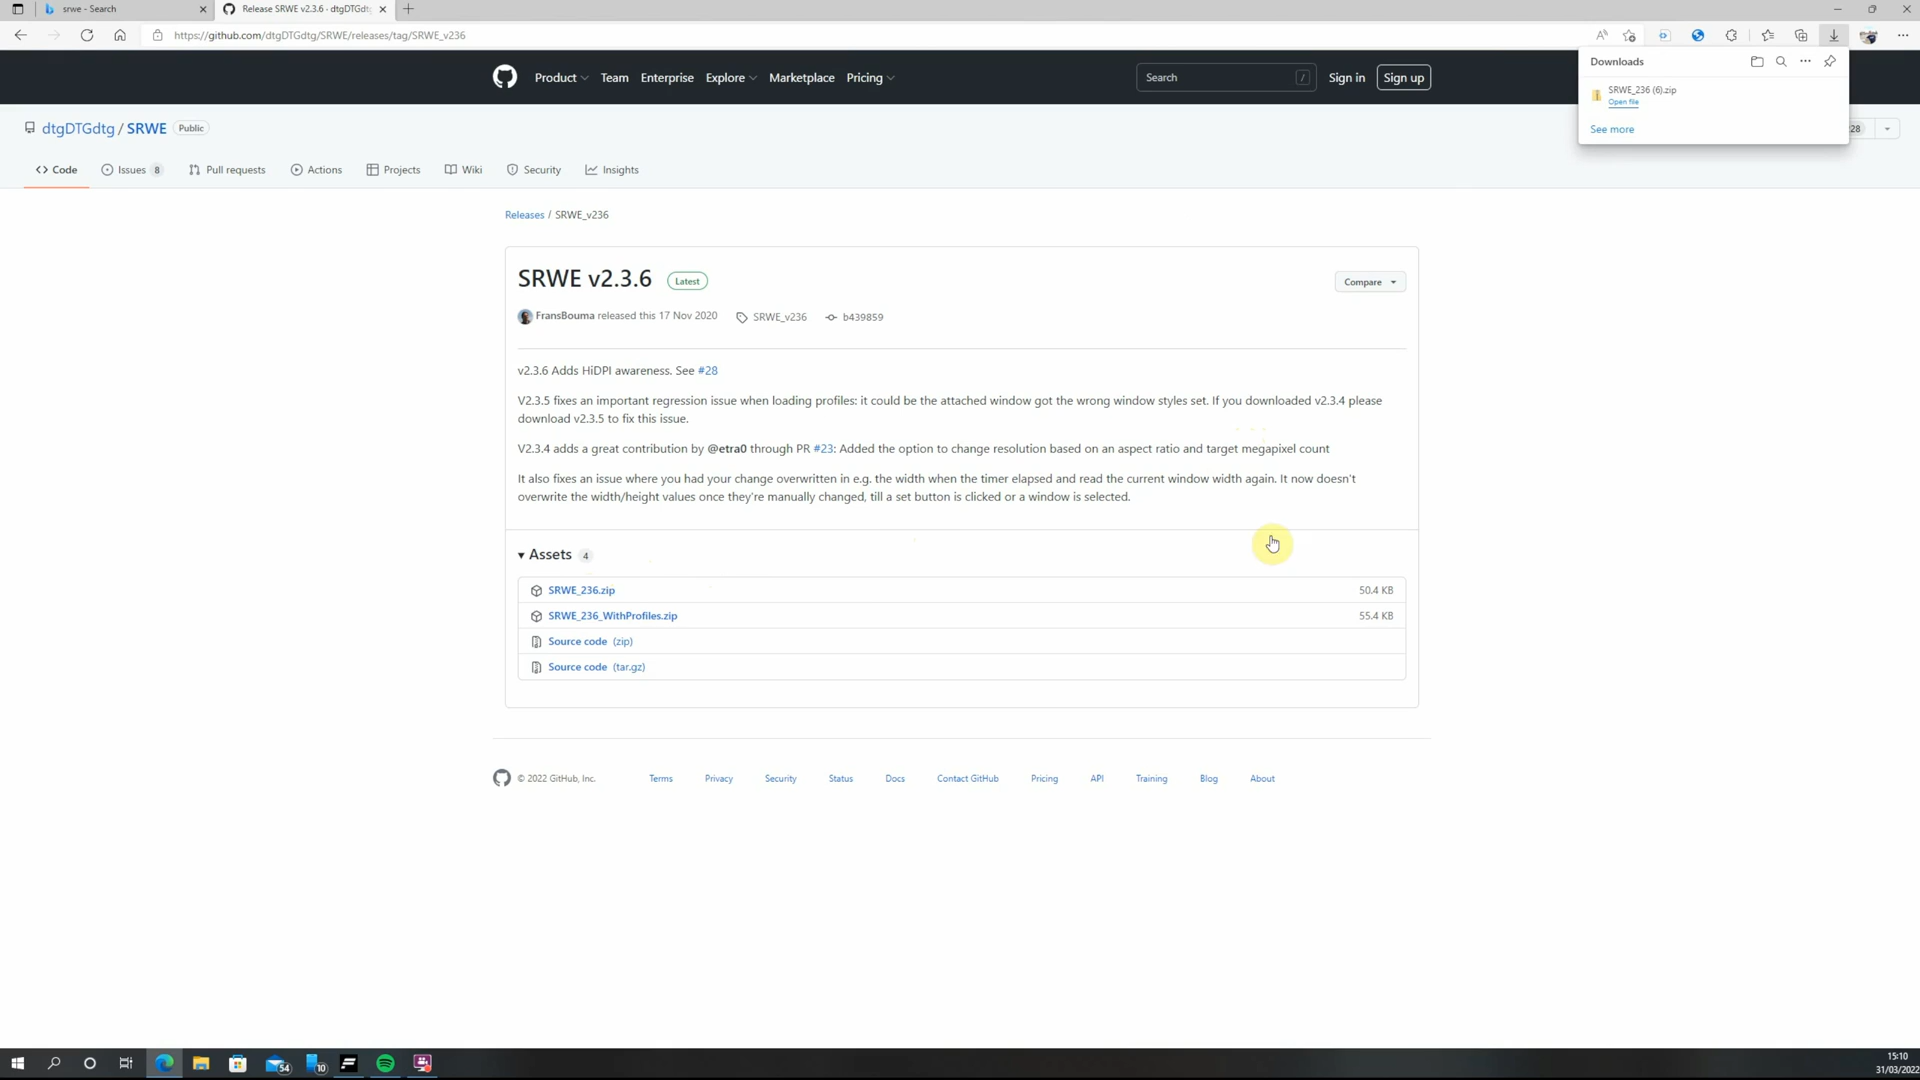 srwe - Search
Release SRWE v2.3.6 · dtgDTGdtg
https://github.com/dtgDTGdtg/SRWE/releases/tag/SRWE_v236
Downloads
SRWE_236 (6).zip
Open file
See more
Product
Team
Enterprise
Explore
Marketplace
Pricing
Search
/
Sign in
Sign up
dtgDTGdtg / SRWE
Public
28
Code
Issues 8
Pull requests
Actions
Projects
Wiki
Security
Insights
Releases / SRWE_v236
SRWE v2.3.6
Latest
Compare
FransBouma released this 17 Nov 2020
SRWE_v236
b439859
v2.3.6 Adds HiDPI awareness. See #28
V2.3.5 fixes an important regression issue when loading profiles: it could be the attached window got the wrong window styles set. If you downloaded v2.3.4 please
download v2.3.5 to fix this issue.
V2.3.4 adds a great contribution by @etra0 through PR #23: Added the option to change resolution based on an aspect ratio and target megapixel count
It also fixes an issue where you had your change overwritten in e.g. the width when the timer elapsed and read the current window width again. It now doesn't
overwrite the width/height values once they're manually changed, till a set button is clicked or a window is selected.
Assets 4
SRWE_236.zip
50.4 KB
SRWE_236_WithProfiles.zip
55.4 KB
Source code (zip)
Source code (tar.gz)
© 2022 GitHub, Inc.
Terms
Privacy
Security
Status
Docs
Contact GitHub
Pricing
API
Training
Blog
About
54
10
15:10
31/03/2022